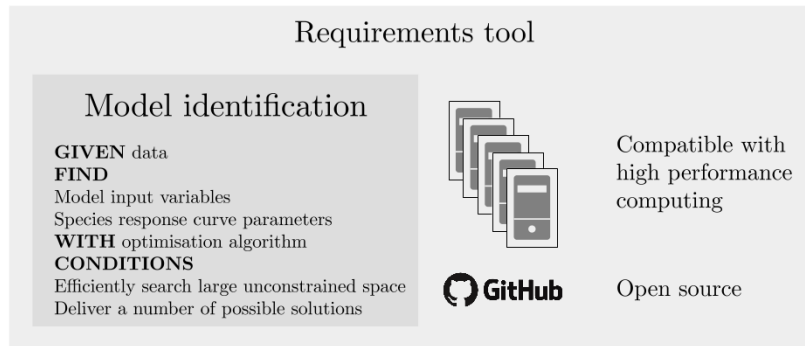 Requirements tool
Model identification
GIVEN data
FIND
Model input variables
Species response curve parameters
WITH optimisation algorithm
CONDITIONS
Efficiently search large unconstrained space
Deliver a number of possible solutions
Compatible with
high performance
computing
GitHub
Open source